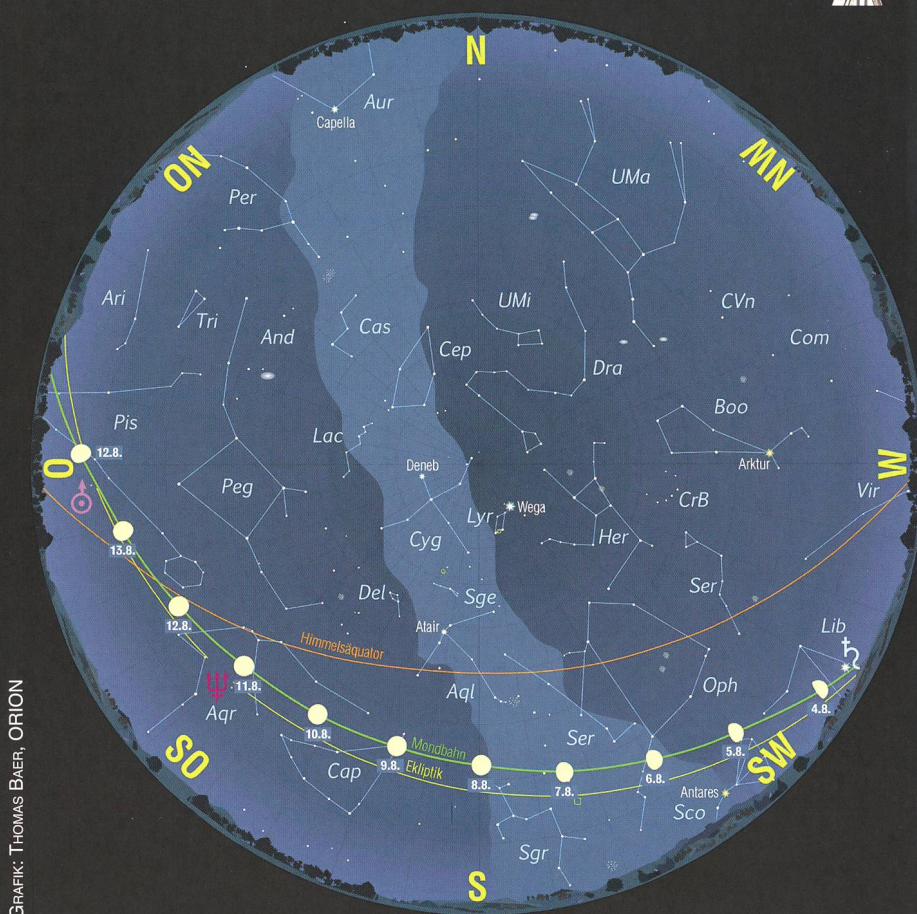 N
Aur
Capella
NO
NW
UMa
Per
Ari
Tri
And
Cas
UMi
CVn
Cep
Com
Dra
Pis
Boo
Lac
O
12.8.
Deneb
Arktur
W
Peg
Wega
CrB
Vir
Lyr
13.8.
Cyg
Her
Del
Sge
Ser
12.8.
Atair
Himmelsäquator
Lib
11.8.
Aqr
Aql
Oph
4.8.
10.8.
Ser
SO
9.8.
Mondbahn
Ekliptik
5.8.
SW
Cap
8.8.
7.8.
6.8.
Antares
Sco
Sgr
S
GRAFIK: THOMAS BAER, ORION